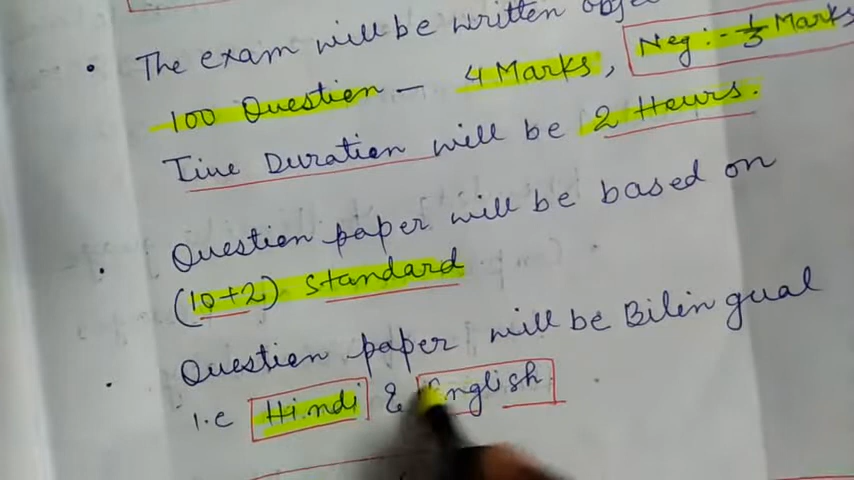 • The exam will be written
100 Question - 4 Marks, Neg:- 1/3 Marks
Time Duration will be 2 Hours.
• Question paper will be based on
(10+2) Standard
• Question paper will be Bilingual
i.e Hindi & English